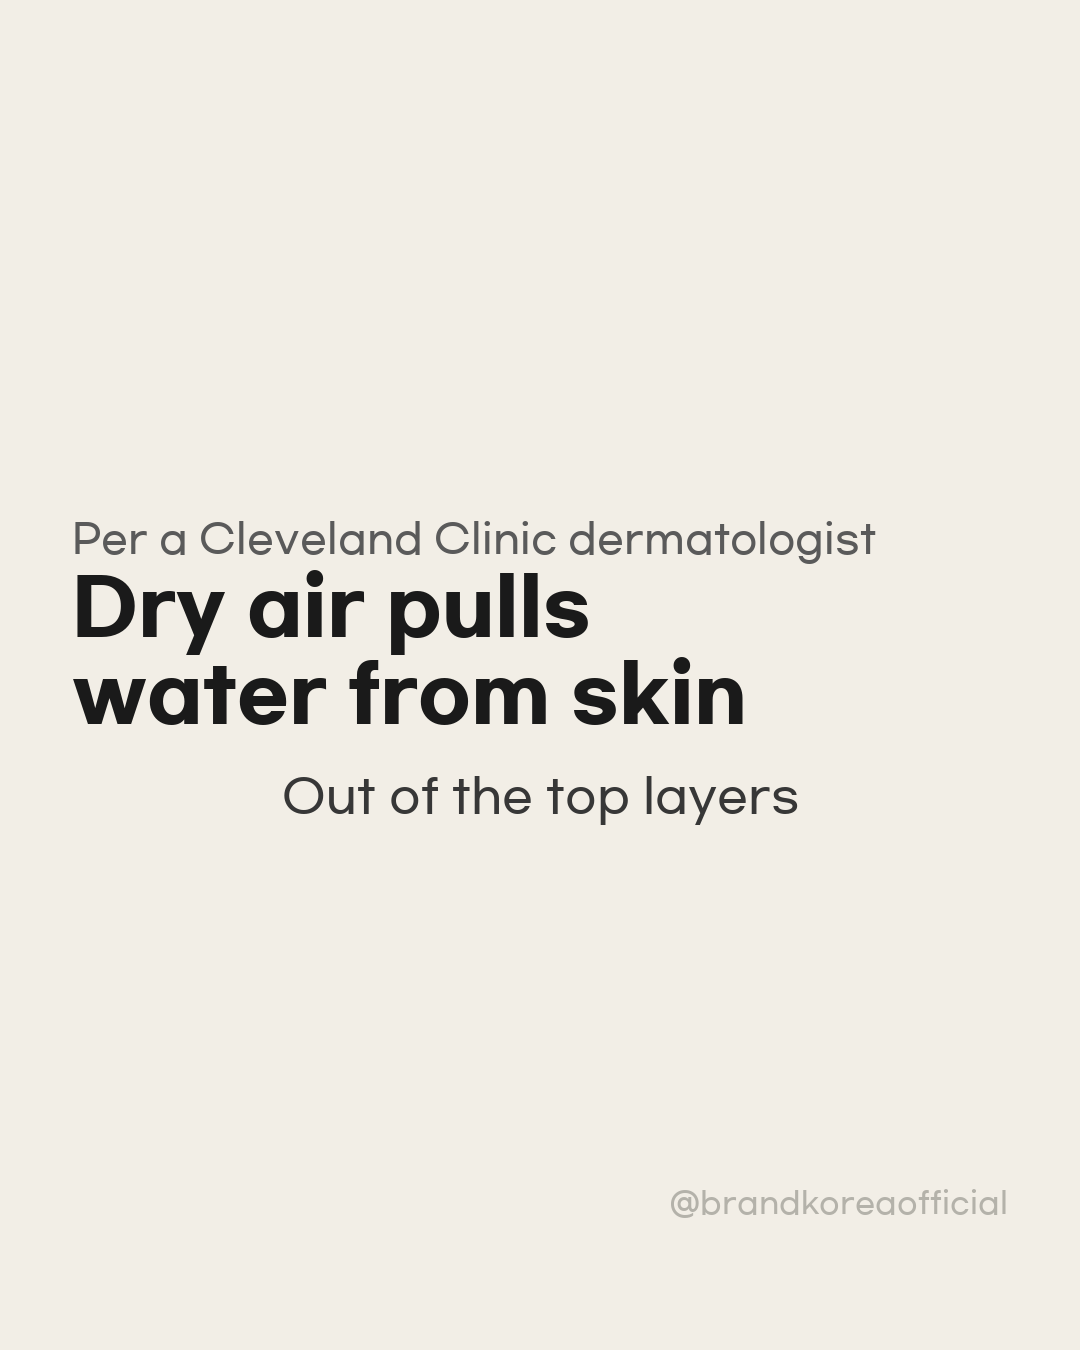 Per a Cleveland Clinic dermatologist
Dry air pulls
water from skin
Out of the top layers
@brandkoreaofficial